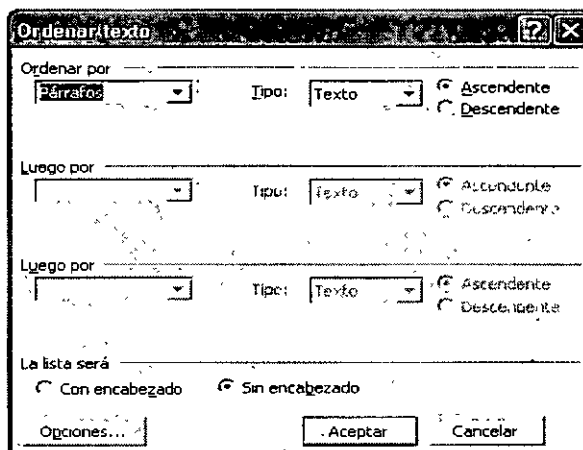 Ordenar texto
Ordenar por
Párrafos Tipo: Texto Ascendente
Descendente
Luego por
Tipo: Texto Ascendente
Descendente
Luego por
Tipo: Texto Ascendente
Descendente
La lista será
Con encabezado Sin encabezado
Opciones... Aceptar Cancelar